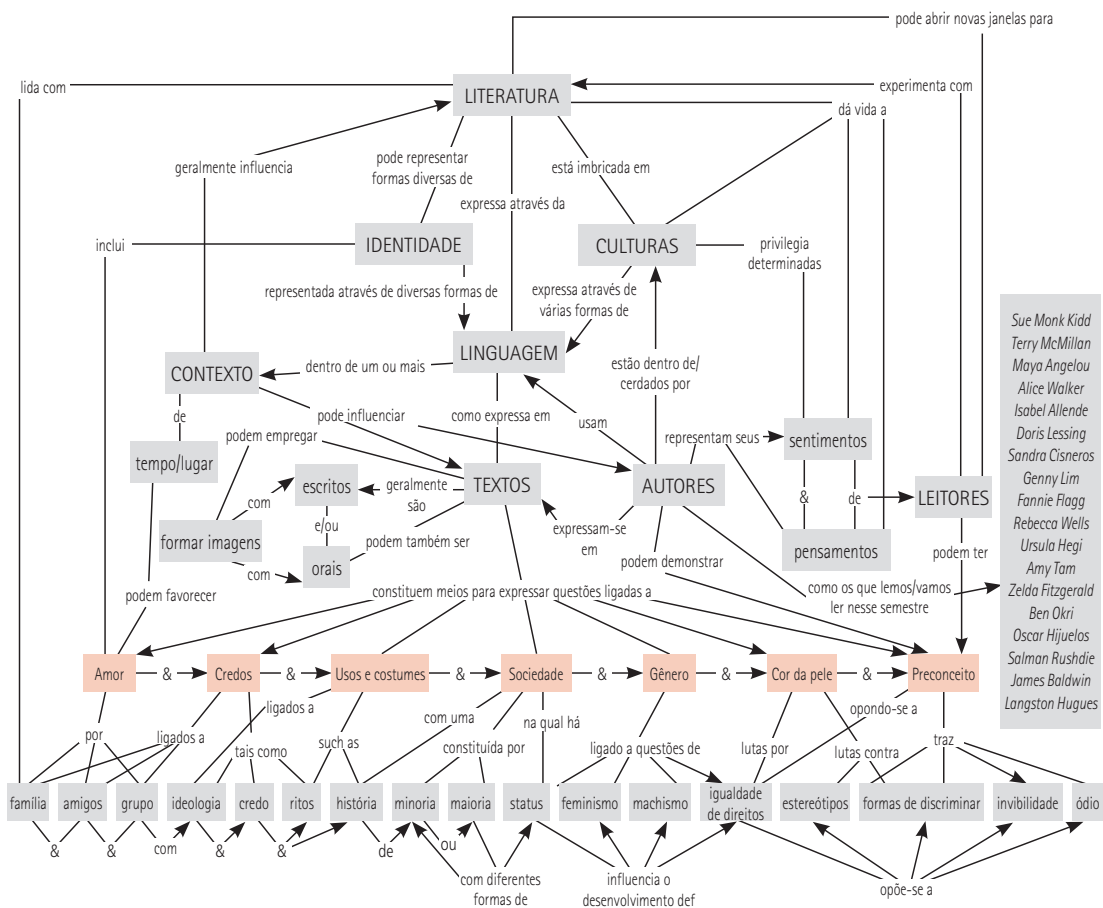 pode abrir novas janelas para
lida com
LITERATURA
experimenta com
dá vida a
geralmente influencia
pode representar
formas diversas de
está imbricada em
expressa através da
inclui
IDENTIDADE
CULTURAS
privilegia
determinadas
representada através de diversas formas de
expressa através de
várias formas de
LINGUAGEM
CONTEXTO
dentro de um ou mais
estão dentro de/
cerdados por
de
pode influenciar
como expressa em
usam
podem empregar
representam seus
sentimentos
tempo/lugar
escritos
geralmente
são
TEXTOS
AUTORES
&
de
LEITORES
com
e/ou
expressam-se
em
formar imagens
podem também ser
com
orais
podem demonstrar
pensamentos
podem ter
podem favorecer
constituem meios para expressar questões ligadas a
como os que lemos/vamos
ler nesse semestre
Sue Monk Kidd
Terry McMillan
Maya Angelou
Alice Walker
Isabel Allende
Doris Lessing
Sandra Cisneros
Genny Lim
Fannie Flagg
Rebecca Wells
Ursula Hegi
Amy Tam
Zelda Fitzgerald
Ben Okri
Oscar Hijuelos
Salman Rushdie
James Baldwin
Langston Hugues
Amor
&
Credos
&
Usos e costumes
&
Sociedade
&
Gênero
&
Cor da pele
&
Preconceito
por
ligados a
ligados a
tais como
such as
com uma
constituída por
na qual há
ligado a questões de
lutas por
lutas contra
opondo-se a
traz
família
amigos
grupo
ideologia
credo
ritos
história
minoria
maioria
status
feminismo
machismo
igualdade
de direitos
estereótipos
formas de discriminar
invibilidade
ódio
&
&
com
&
&
de
ou
com diferentes
formas de
influencia o
desenvolvimento def
opõe-se a